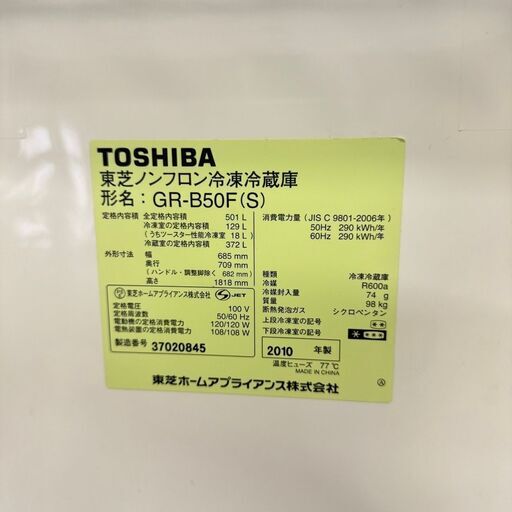 TOSHIBA
東芝ノンフロン冷凍冷蔵庫
形名：GR-B50F(S)
定格内容積 全定格内容積 501 L
冷凍室の定格内容積 129 L
(うちツースター性能冷凍室 18 L)
冷蔵室の定格内容積 372 L
外形寸法 幅 685 mm
奥行 709 mm
(ハンドル・調整脚除く 682 mm)
高さ 1818 mm
東芝ホームアプライアンス株式会社 JET
定格電圧 100 V
定格周波数 50/60 Hz
電動機の定格消費電力 120/120 W
電熱装置の定格消費電力 108/108 W
製造番号 37020845
消費電力量 (JIS C 9801-2006年)
50Hz 290 kWh/年
60Hz 290 kWh/年
種類 冷凍冷蔵庫
冷媒 R600a
冷媒封入量 74 g
質量 98 kg
断熱発泡ガス シクロペンタン
上段冷凍室の記号 **
下段冷凍室の記号 * ***
2010 年製
温度ヒューズ 77℃
MADE IN CHINA
東芝ホームアプライアンス株式会社 Ⓐ